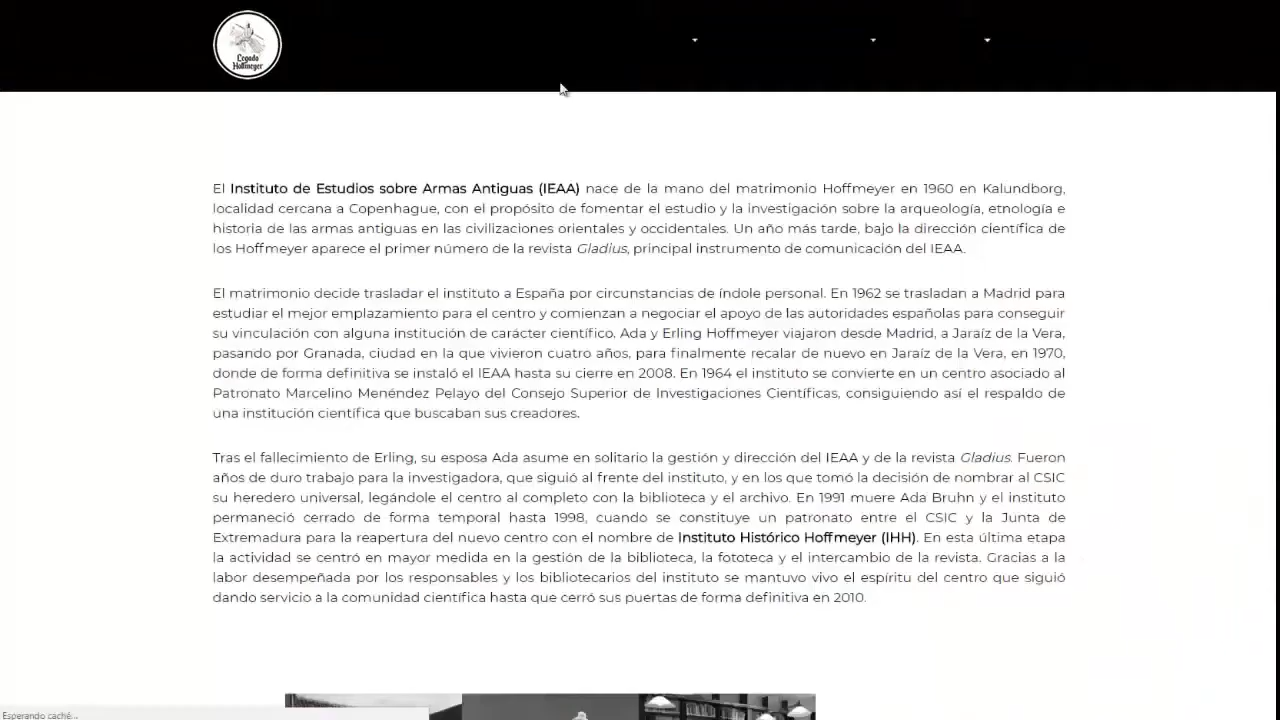 Legado
Hoffmeyer
El Instituto de Estudios sobre Armas Antiguas (IEAA) nace de la mano del matrimonio Hoffmeyer en 1960 en Kalundborg,
localidad cercana a Copenhague, con el propósito de fomentar el estudio y la investigación sobre la arqueología, etnología e
historia de las armas antiguas en las civilizaciones orientales y occidentales. Un año más tarde, bajo la dirección científica de
los Hoffmeyer aparece el primer número de la revista Gladius, principal instrumento de comunicación del IEAA.
El matrimonio decide trasladar el instituto a España por circunstancias de índole personal. En 1962 se trasladan a Madrid para
estudiar el mejor emplazamiento para el centro y comienzan a negociar el apoyo de las autoridades españolas para conseguir
su vinculación con alguna institución de carácter científico. Ada y Erling Hoffmeyer viajaron desde Madrid, a Jaraíz de la Vera,
pasando por Granada, ciudad en la que vivieron cuatro años, para finalmente recalar de nuevo en Jaraíz de la Vera, en 1970,
donde de forma definitiva se instaló el IEAA hasta su cierre en 2008. En 1964 el instituto se convierte en un centro asociado al
Patronato Marcelino Menéndez Pelayo del Consejo Superior de Investigaciones Científicas, consiguiendo así el respaldo de
una institución científica que buscaban sus creadores.
Tras el fallecimiento de Erling, su esposa Ada asume en solitario la gestión y dirección del IEAA y de la revista Gladius. Fueron
años de duro trabajo para la investigadora, que siguió al frente del instituto, y en los que tomó la decisión de nombrar al CSIC
su heredero universal, legándole el centro al completo con la biblioteca y el archivo. En 1991 muere Ada Bruhn y el instituto
permaneció cerrado de forma temporal hasta 1998, cuando se constituye un patronato entre el CSIC y la Junta de
Extremadura para la reapertura del nuevo centro con el nombre de Instituto Histórico Hoffmeyer (IHH). En esta última etapa
la actividad se centró en mayor medida en la gestión de la biblioteca, la fototeca y el intercambio de la revista. Gracias a la
labor desempeñada por los responsables y los bibliotecarios del instituto se mantuvo vivo el espíritu del centro que siguió
dando servicio a la comunidad científica hasta que cerró sus puertas de forma definitiva en 2010.
Esperando caché...